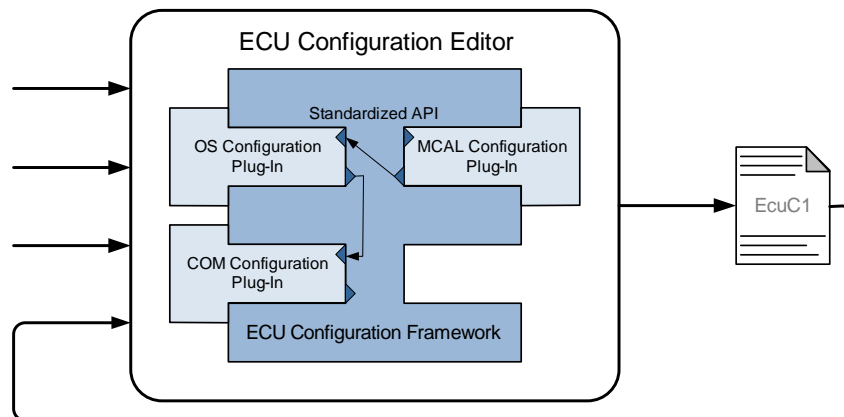 ECU Configuration Editor
Standardized API
OS Configuration
Plug-In
MCAL Configuration
Plug-In
EcuC1
COM Configuration
Plug-In
ECU Configuration Framework